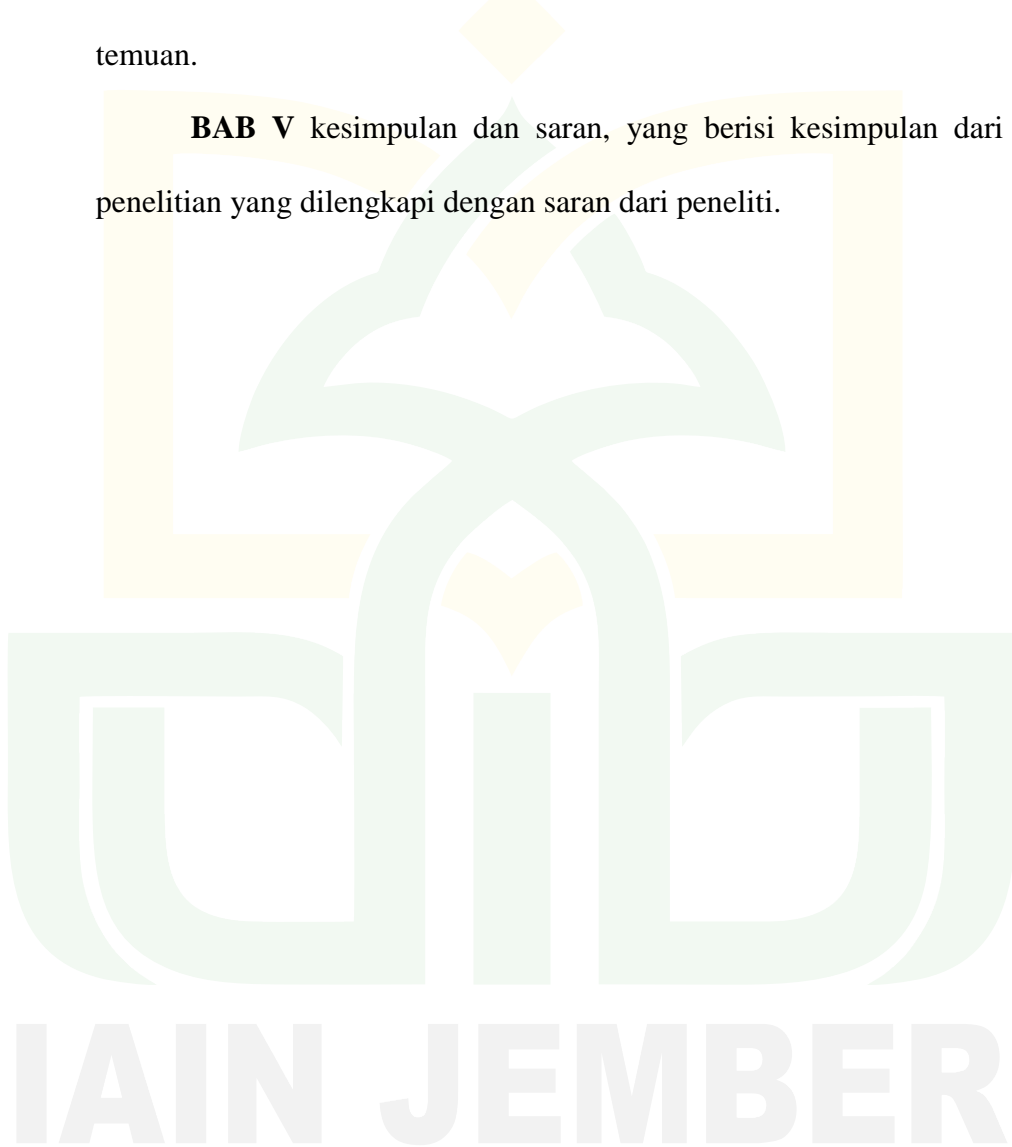 temuan.
BAB V kesimpulan dan saran, yang berisi kesimpulan dari
penelitian yang dilengkapi dengan saran dari peneliti.
IAIN JEMBER